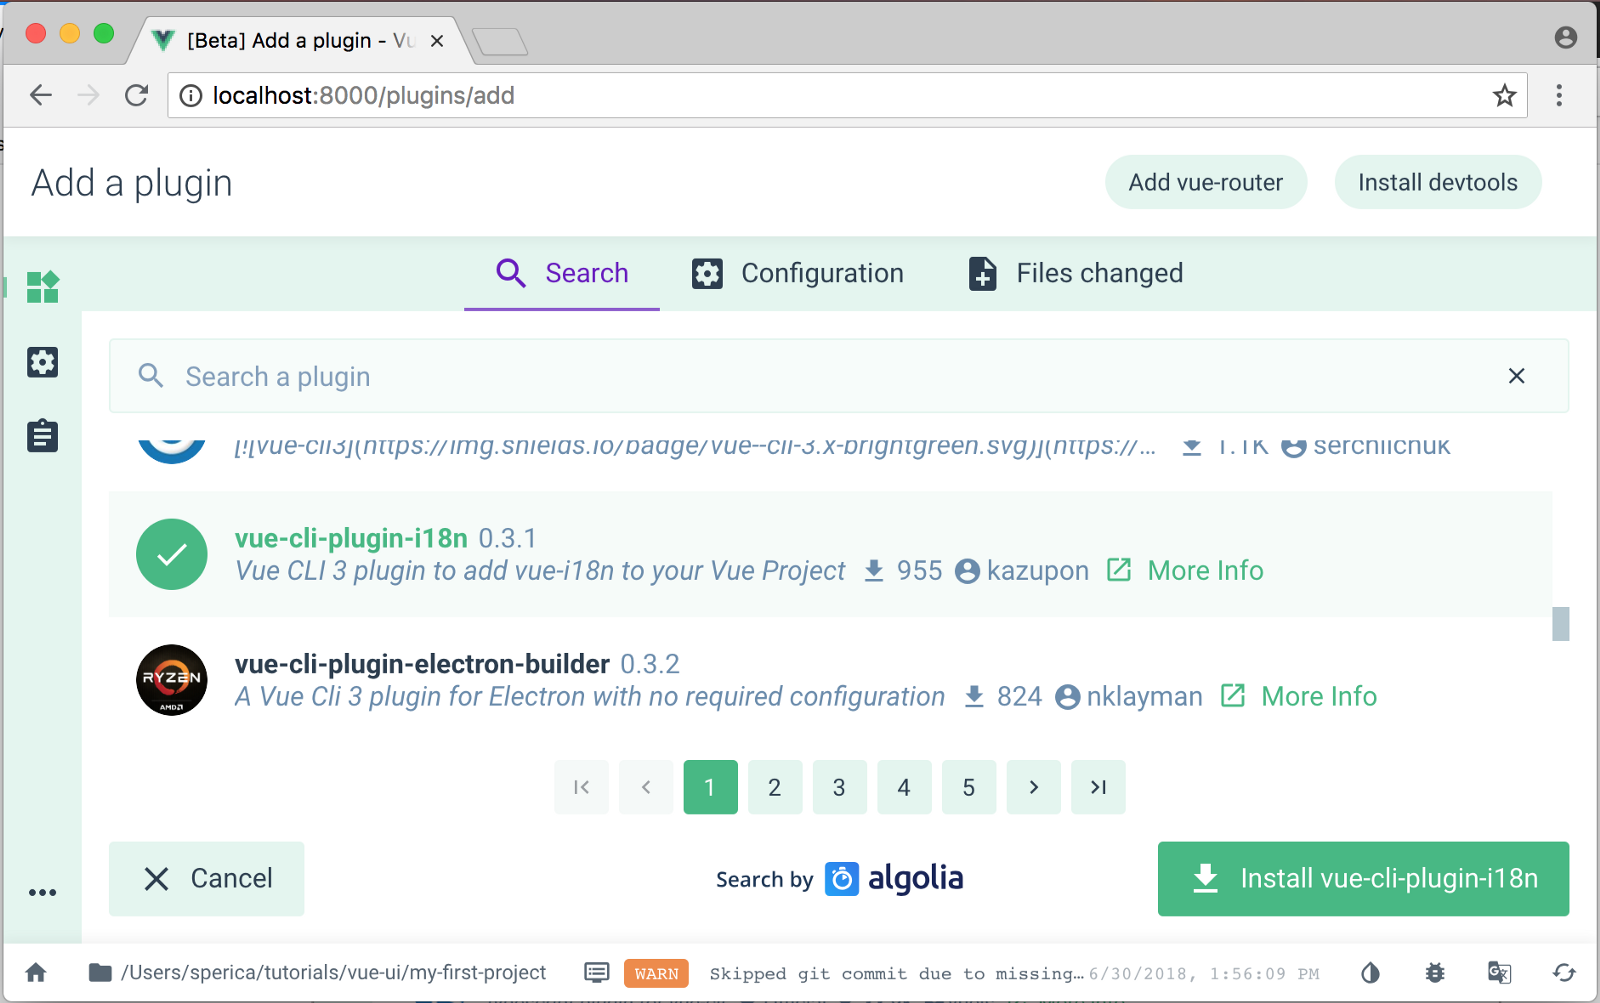 [Beta] Add a plugin - Vu
localhost:8000/plugins/add
Add a plugin
Add vue-router
Install devtools
Search
Configuration
Files changed
Search a plugin
[![vue-cli3](https://img.shields.io/badge/vue--cli-3.x-brightgreen.svg)](https://... 1.1K serchiichuk
vue-cli-plugin-i18n 0.3.1
Vue CLI 3 plugin to add vue-i18n to your Vue Project 955 kazupon More Info
RYZEN
AMD
vue-cli-plugin-electron-builder 0.3.2
A Vue Cli 3 plugin for Electron with no required configuration 824 nklayman More Info
1 2 3 4 5
Cancel
Search by algolia
Install vue-cli-plugin-i18n
/Users/sperica/tutorials/vue-ui/my-first-project
WARN
Skipped git commit due to missing… 6/30/2018, 1:56:09 PM